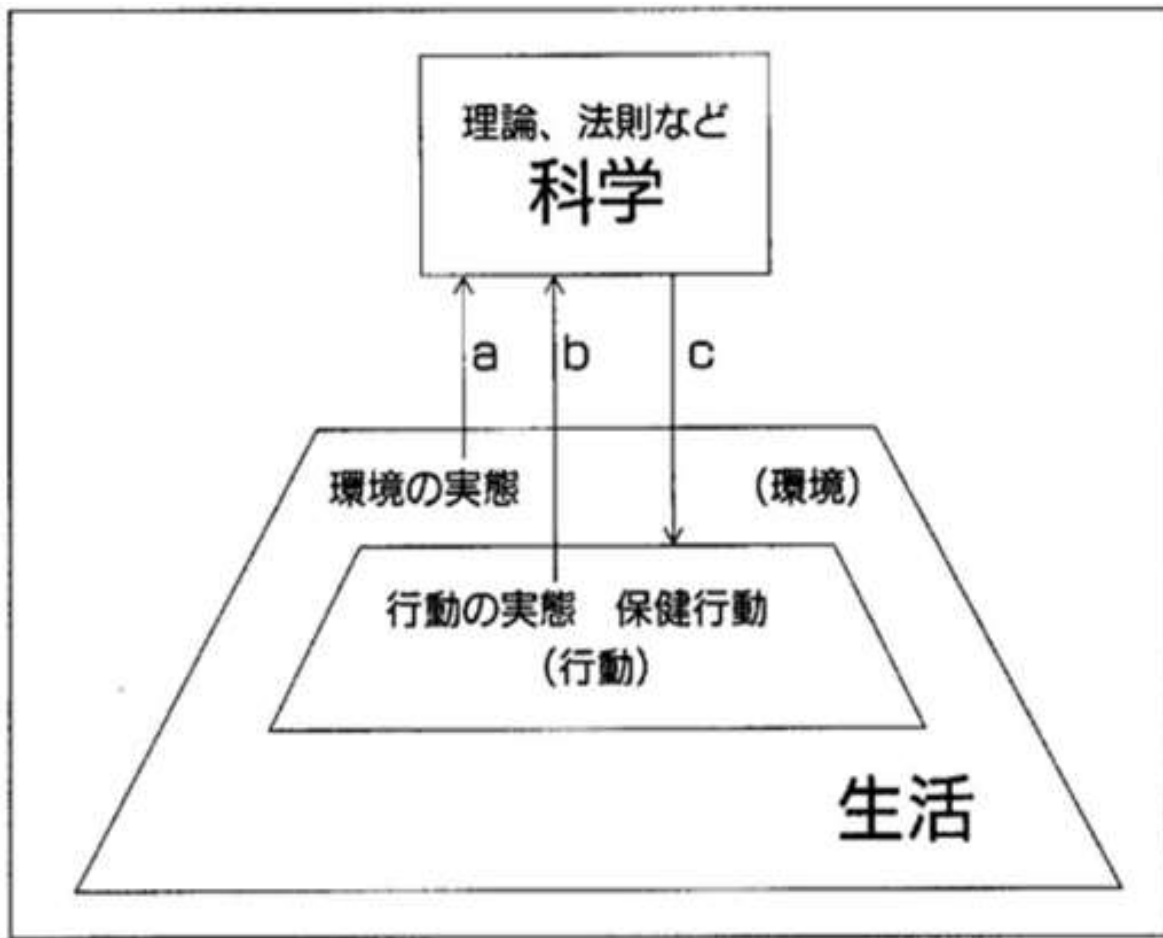 理論、法則など
科学
a b c
環境の実態 (環境)
行動の実態 保健行動
(行動)
生活